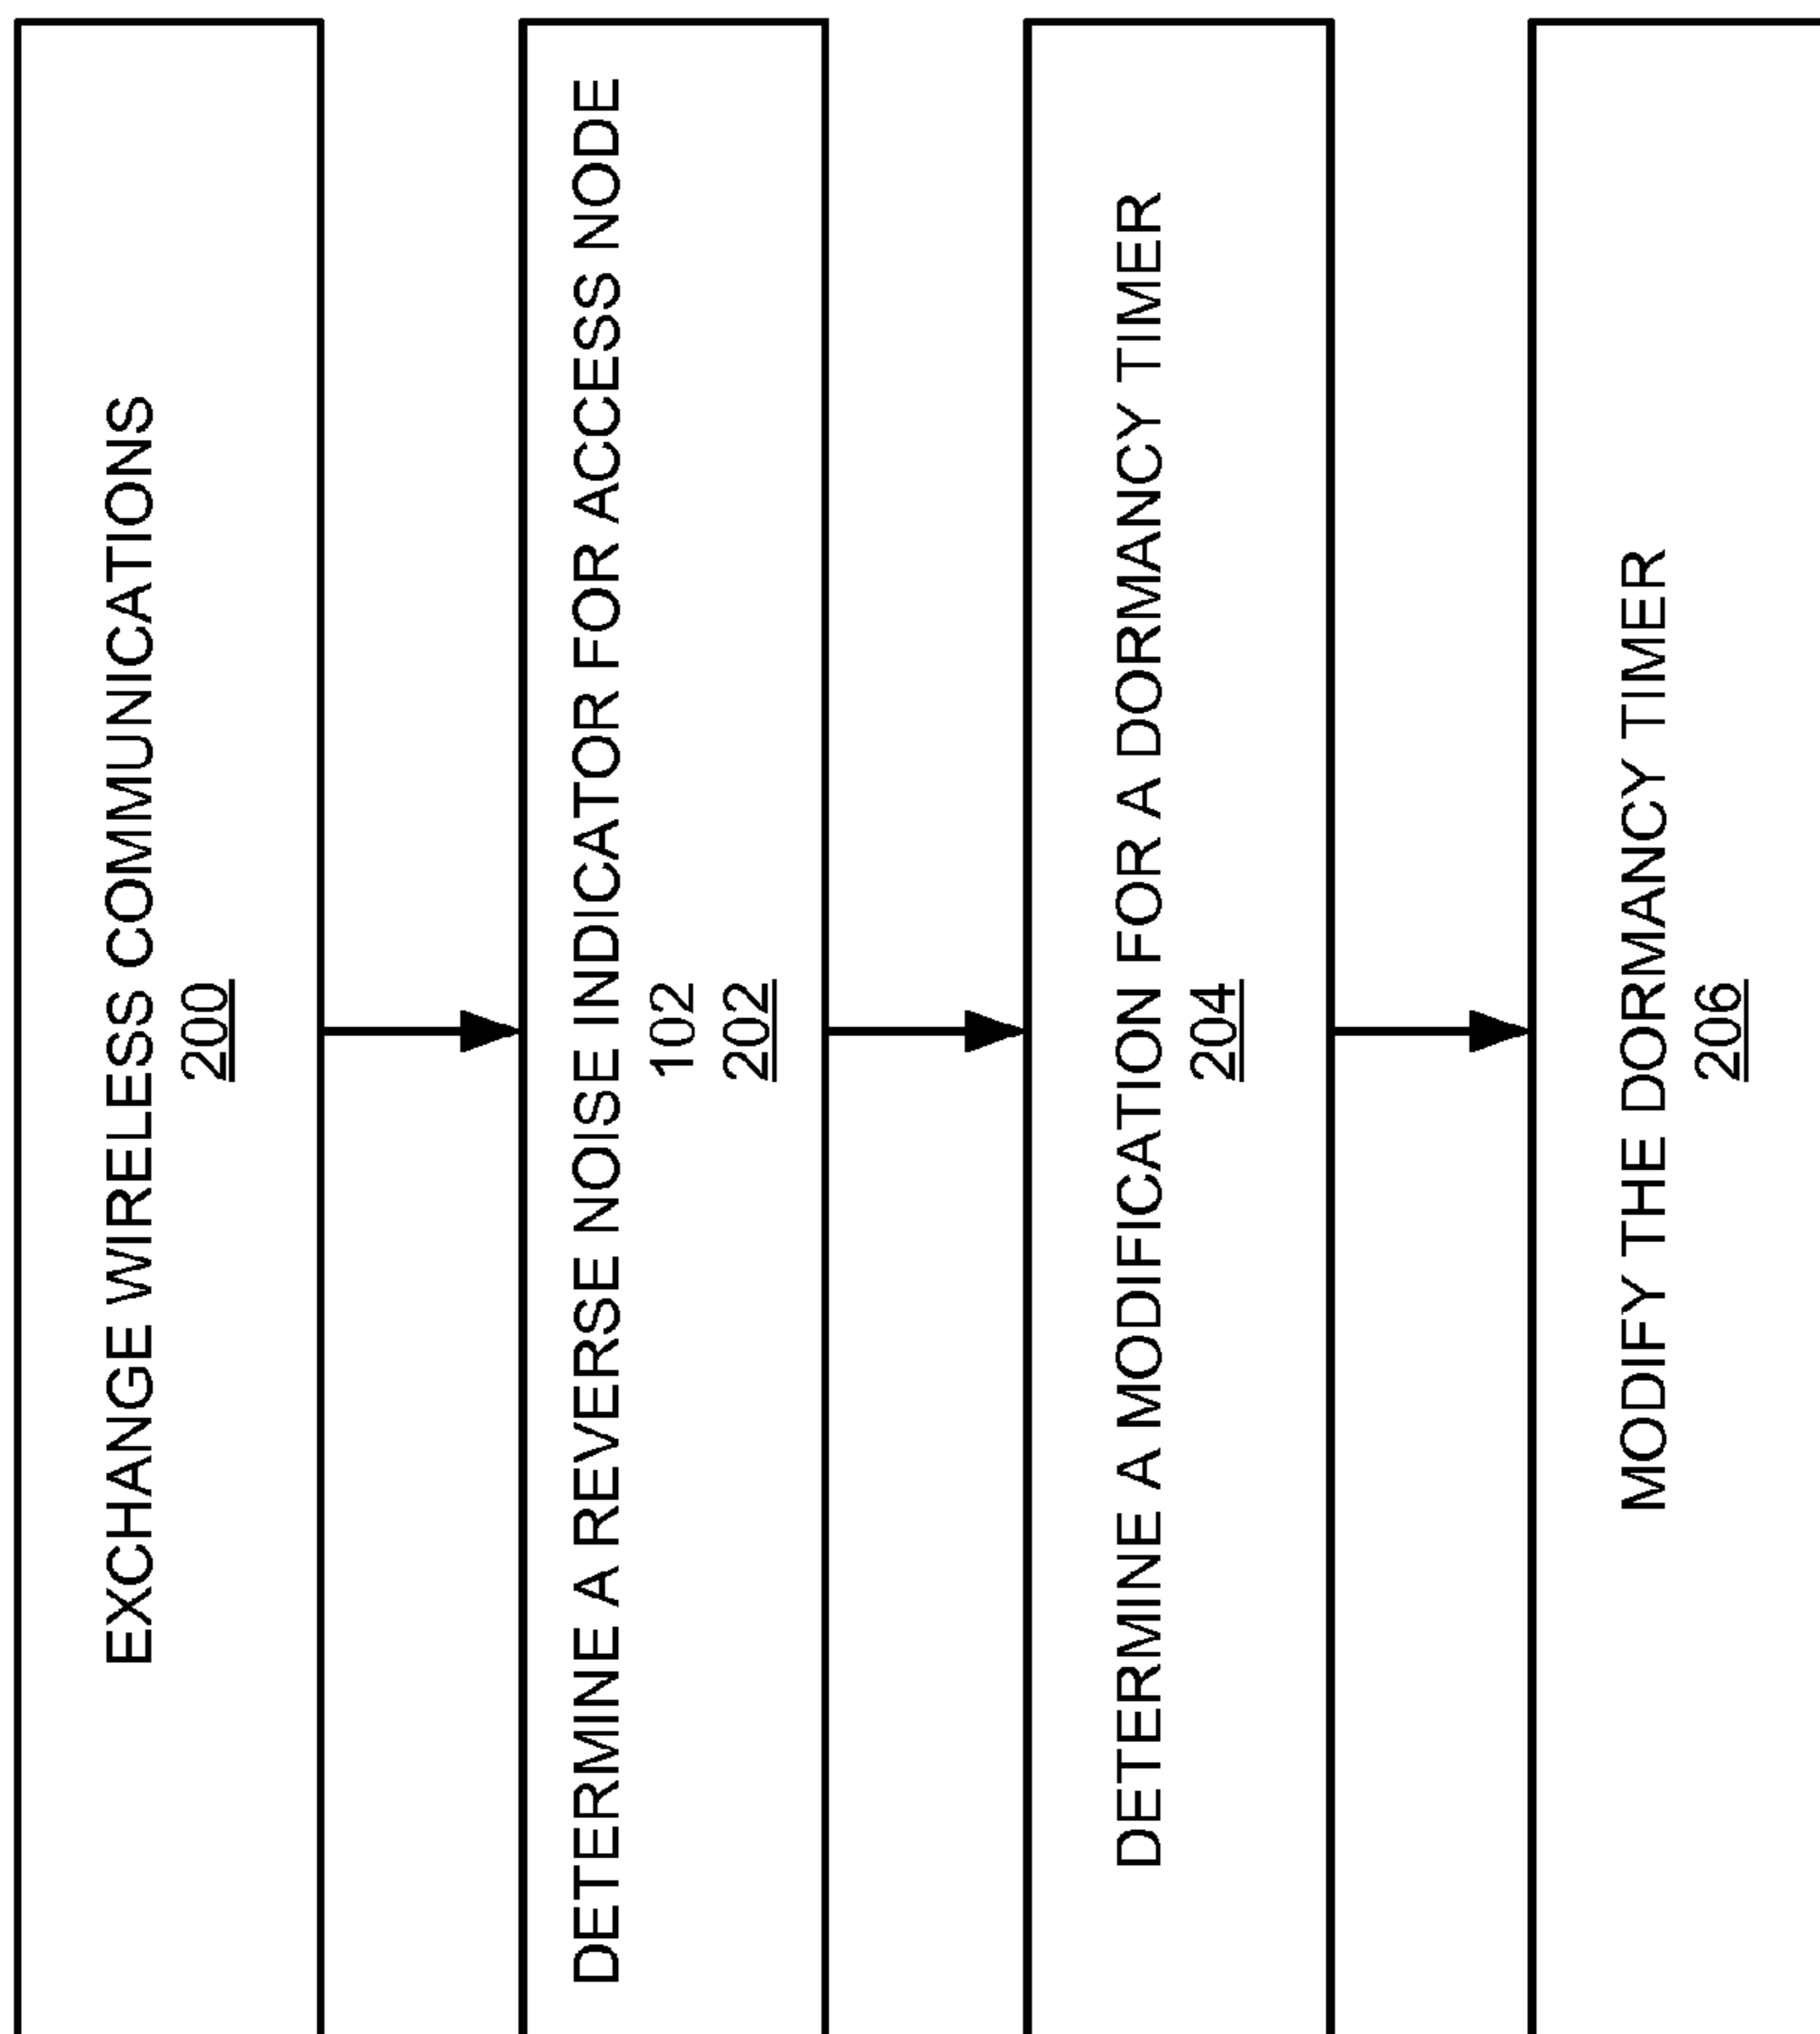 EXCHANGE WIRELESS COMMUNICATIONS
200
DETERMINE A REVERSE NOISE INDICATOR FOR ACCESS NODE
102
202
DETERMINE A MODIFICATION FOR A DORMANCY TIMER
204
MODIFY THE DORMANCY TIMER
206